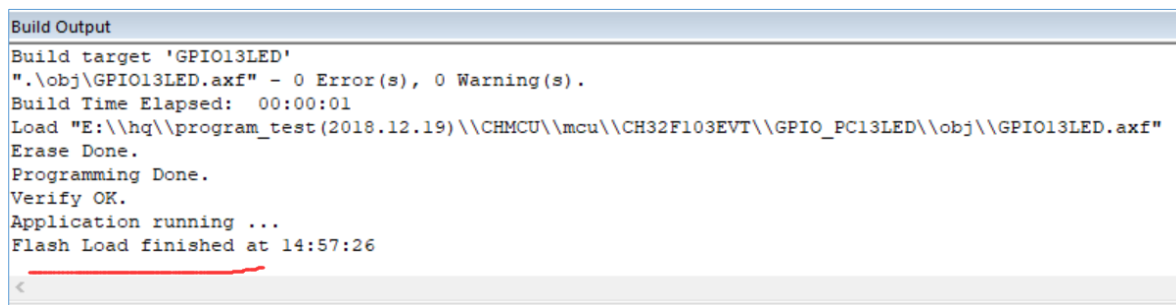 Build Output
Build target 'GPIO13LED'
".\obj\GPIO13LED.axf" - 0 Error(s), 0 Warning(s).
Build Time Elapsed:  00:00:01
Load "E:\\hq\\program_test(2018.12.19)\\CHMCU\\mcu\\CH32F103EVT\\GPIO_PC13LED\\obj\\GPIO13LED.axf"
Erase Done.
Programming Done.
Verify OK.
Application running ...
Flash Load finished at 14:57:26